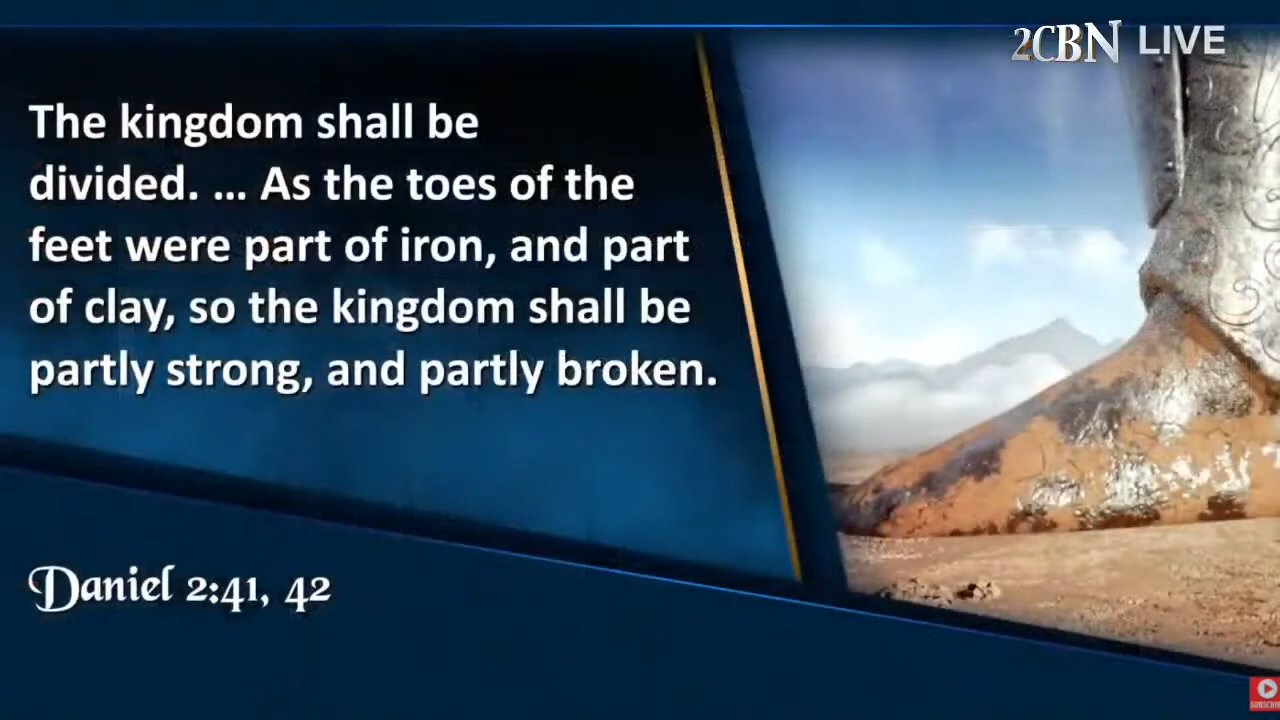 2CBN LIVE
The kingdom shall be
divided. ... As the toes of the
feet were part of iron, and part
of clay, so the kingdom shall be
partly strong, and partly broken.
Daniel 2:41, 42